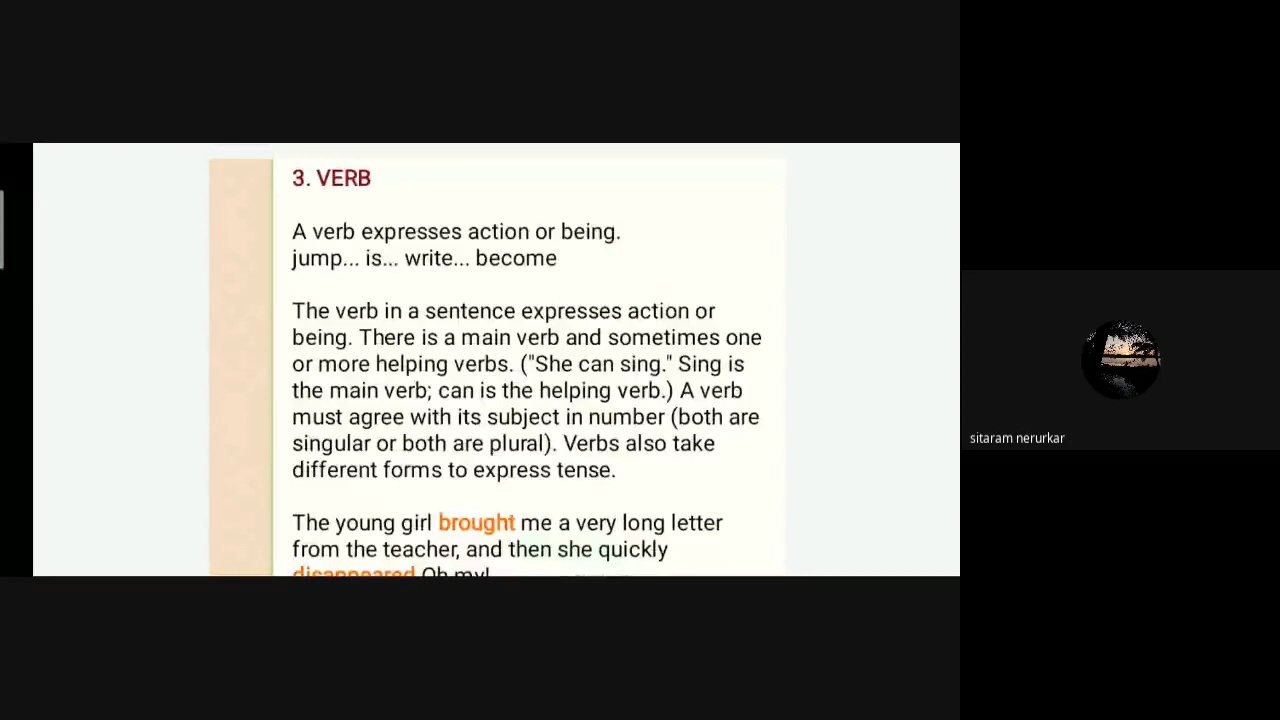 3. VERB
A verb expresses action or being.
jump... is... write... become
The verb in a sentence expresses action or
being. There is a main verb and sometimes one
or more helping verbs. ("She can sing." Sing is
the main verb; can is the helping verb.) A verb
must agree with its subject in number (both are
singular or both are plural). Verbs also take
different forms to express tense.
The young girl brought me a very long letter
from the teacher, and then she quickly
disappeared Oh my!
sitaram nerurkar